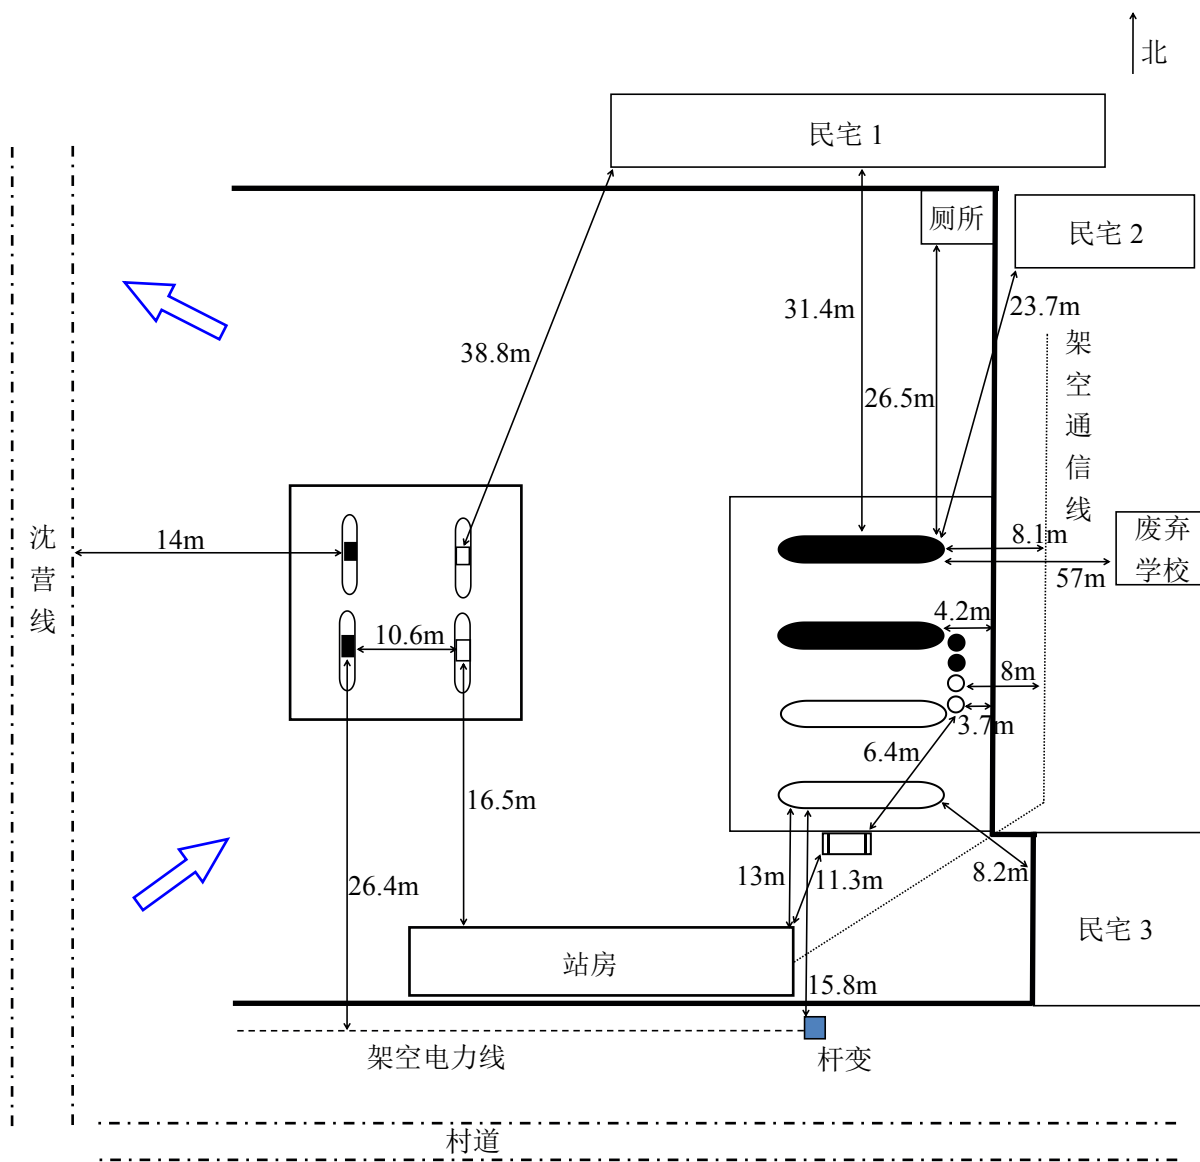 北
民宅 1
厕所
民宅 2
31.4m
23.7m
38.8m
架空通信线
26.5m
沈营线
14m
8.1m
废弃
学校
57m
4.2m
10.6m
8m
3.7m
6.4m
16.5m
13m
11.3m
8.2m
26.4m
民宅 3
站房
15.8m
架空电力线
杆变
村道